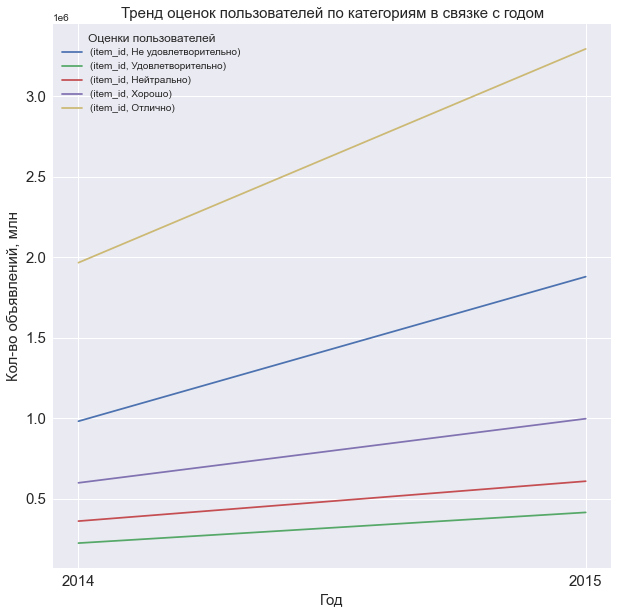 Тренд оценок пользователей по категориям в связке с годом
1e6
Оценки пользователей
(item_id, Не удовлетворительно)
(item_id, Удовлетворительно)
(item_id, Нейтрально)
(item_id, Хорошо)
(item_id, Отлично)
3.0
2.5
2.0
1.5
1.0
0.5
Кол-во объявлений, млн
2014
2015
Год